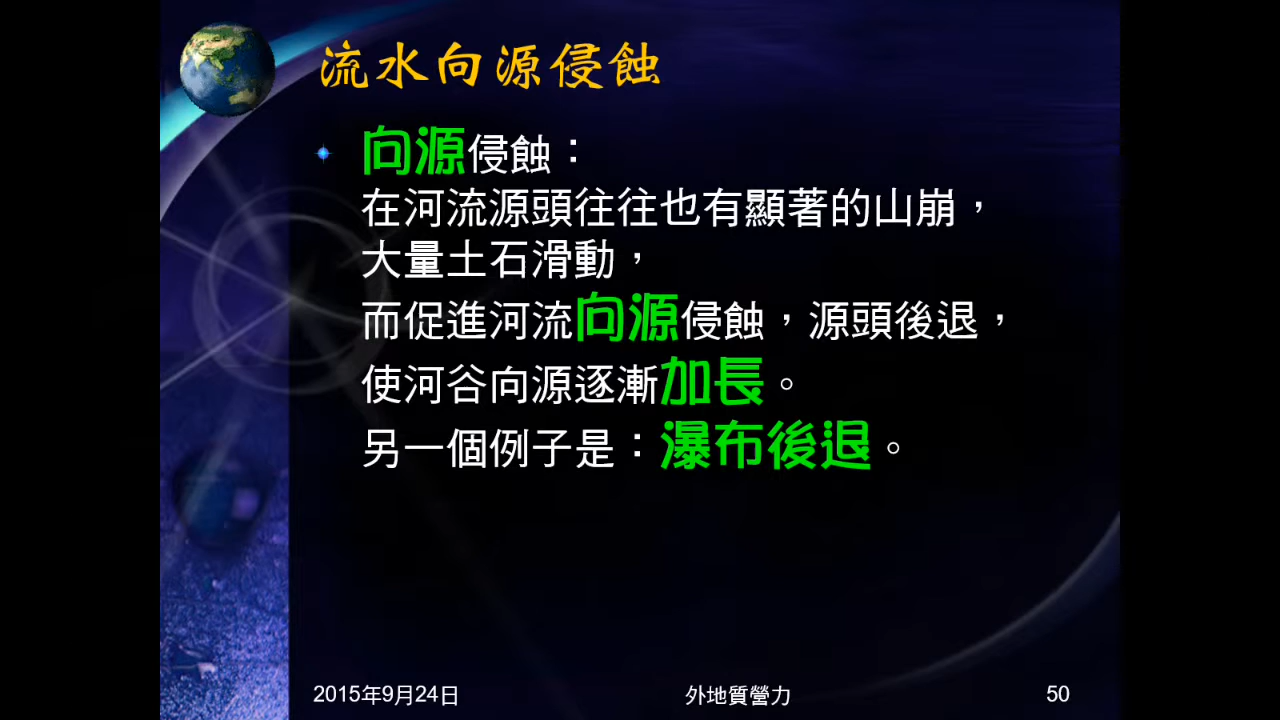 流水向源侵蝕
向源侵蝕：
在河流源頭往往也有顯著的山崩，
大量土石滑動，
而促進河流向源侵蝕，源頭後退，
使河谷向源逐漸加長。
另一個例子是：瀑布後退。
2015年9月24日
外地質營力
50